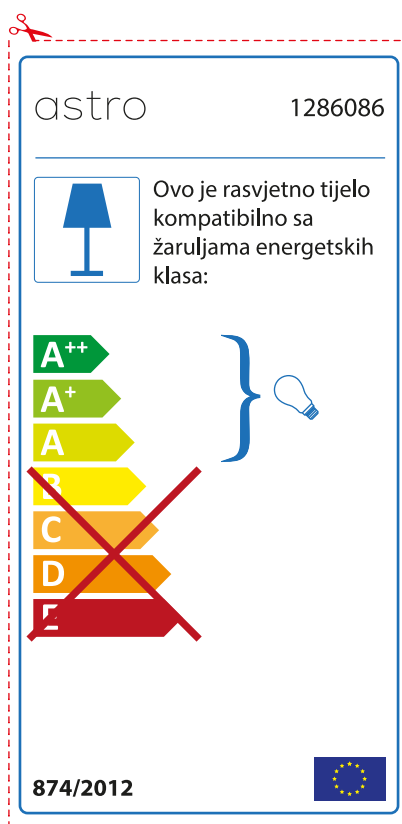 astro
1286086
Ovo je rasvjetno tijelo
kompatibilno sa
žaruljama energetskih
klasa:
A++
A+
A
B
C
D
E
874/2012